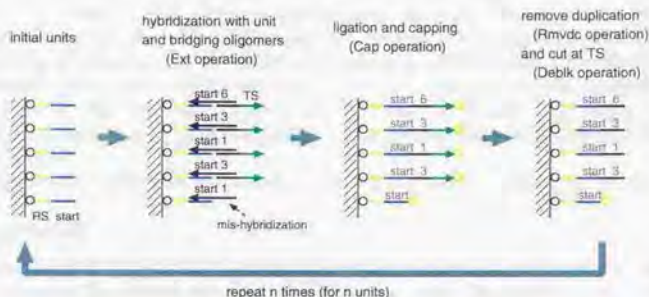 initial units
hybridization with unit
and bridging oligomers
(Ext operation)
ligation and capping
(Cap operation)
remove duplication
(Rmvdc operation)
and cut at TS
(Deblk operation)
start 6
TS
start 3
start 1
start 3
start 1
RS start
mis-hybridization
start 6
start 3
start 1
start 3
start
start 6
start 3
start 1
start 3
start
repeat n times (for n units)